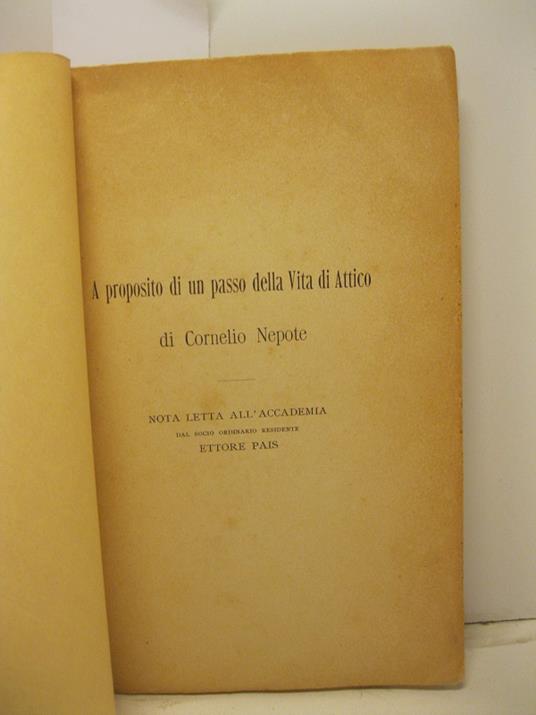 A proposito di un passo della Vita di Attico
di Cornelio Nepote
NOTA LETTA ALL'ACCADEMIA
DAL SOCIO ORDINARIO RESIDENTE
ETTORE PAIS